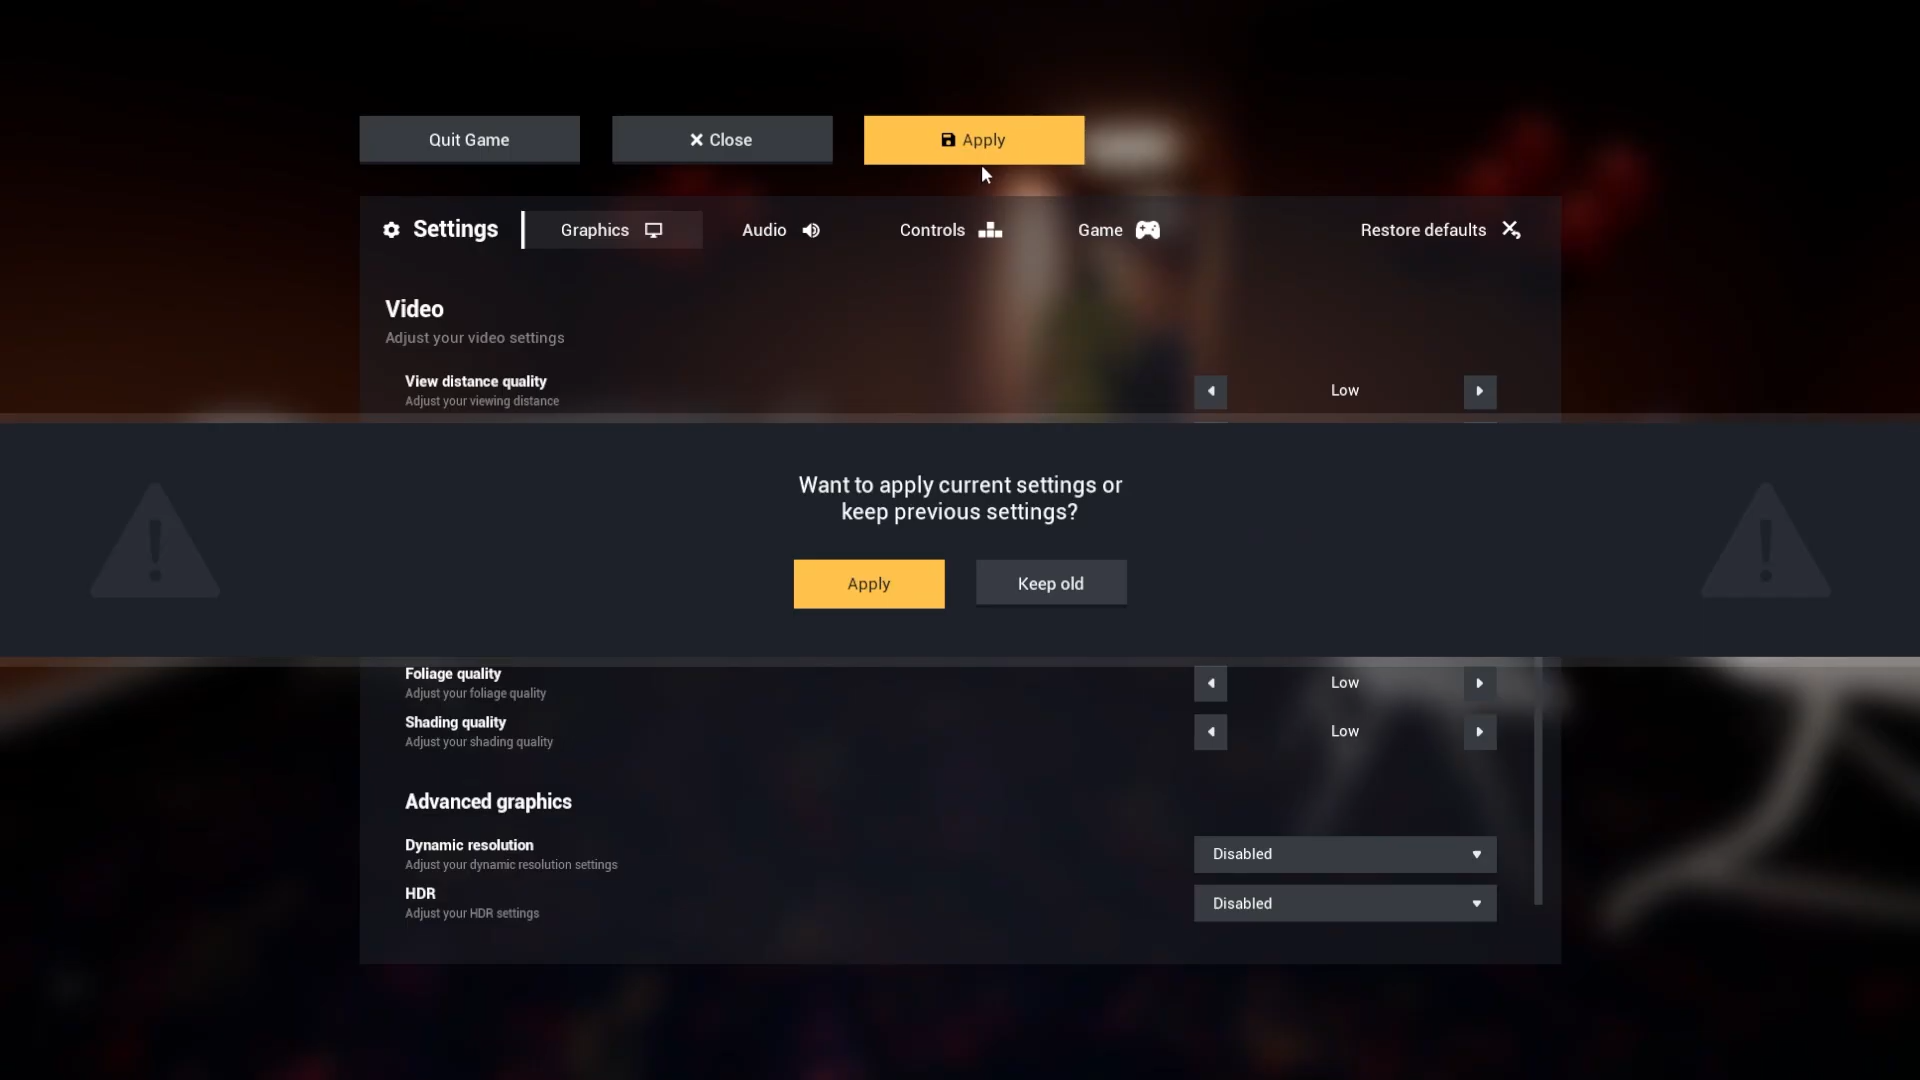 Quit Game
Close
Apply
Settings
Graphics
Audio
Controls
Game
Restore defaults
Video
Adjust your video settings
View distance quality
Adjust your viewing distance
Low
Want to apply current settings or
keep previous settings?
Apply
Keep old
Foliage quality
Adjust your foliage quality
Low
Shading quality
Adjust your shading quality
Low
Advanced graphics
Dynamic resolution
Adjust your dynamic resolution settings
Disabled
HDR
Adjust your HDR settings
Disabled